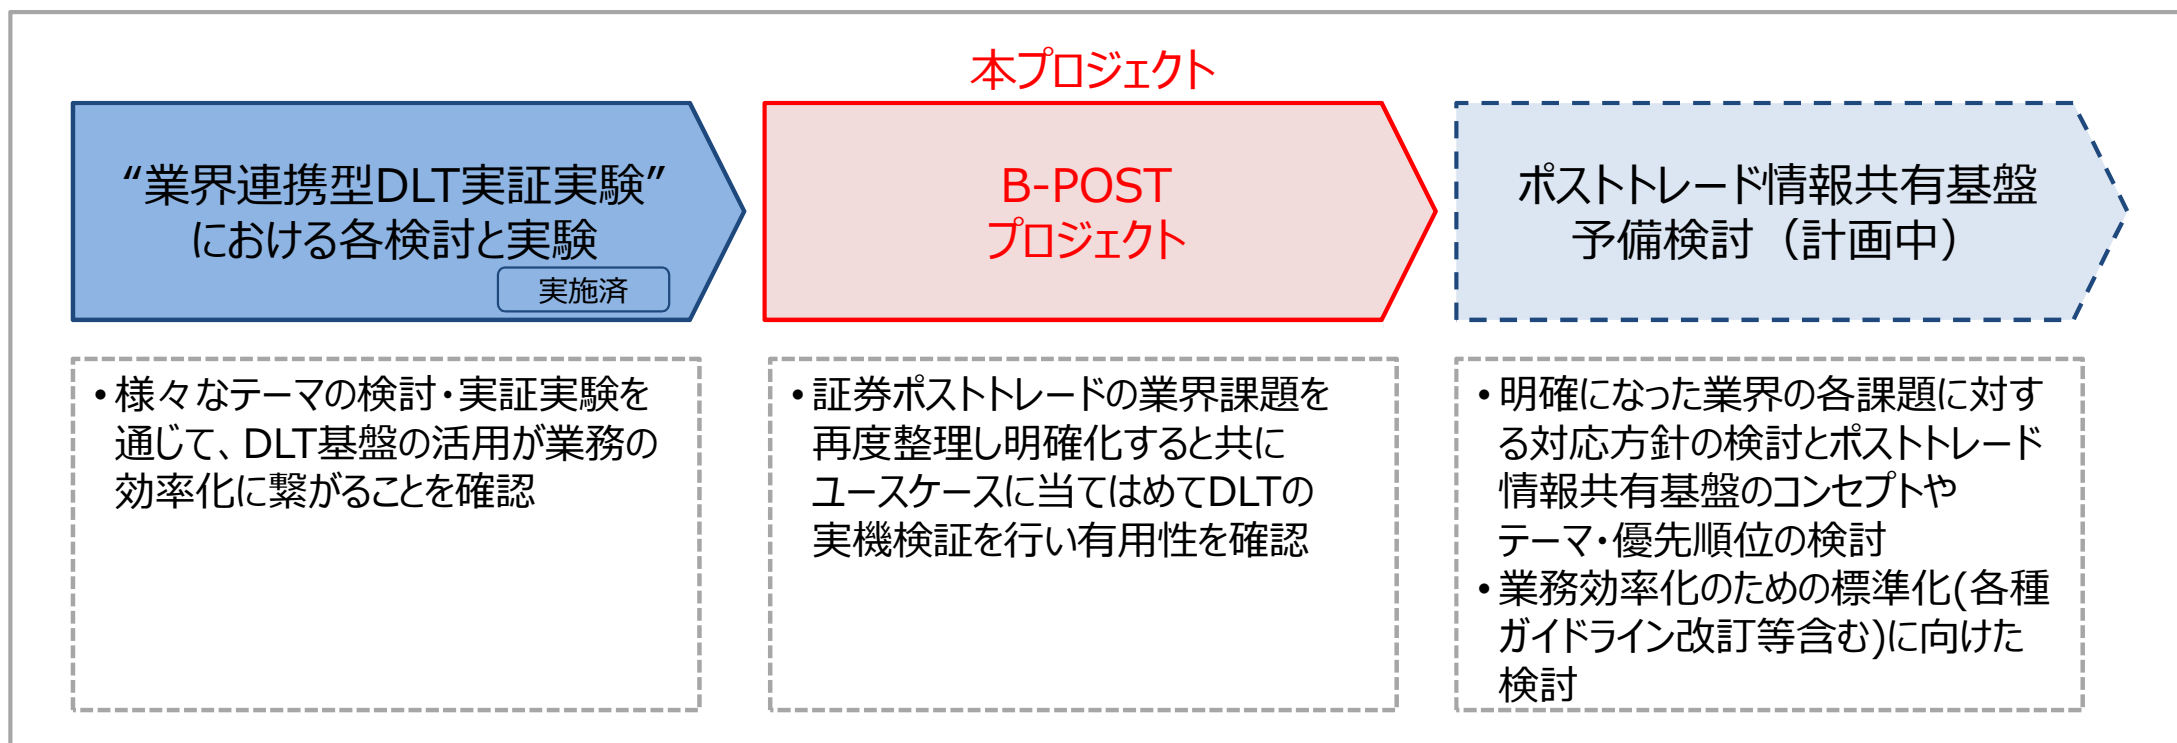 本プロジェクト
“業界連携型DLT実証実験”
における各検討と実験
実施済
B-POST
プロジェクト
ポストトレード情報共有基盤
予備検討（計画中）
•様々なテーマの検討・実証実験を
通じて、DLT基盤の活用が業務の
効率化に繋がることを確認
•証券ポストトレードの業界課題を
再度整理し明確化すると共に
ユースケースに当てはめてDLTの
実機検証を行い有用性を確認
•明確になった業界の各課題に対す
る対応方針の検討とポストトレード
情報共有基盤のコンセプトや
テーマ・優先順位の検討
•業務効率化のための標準化(各種
ガイドライン改訂等含む)に向けた
検討